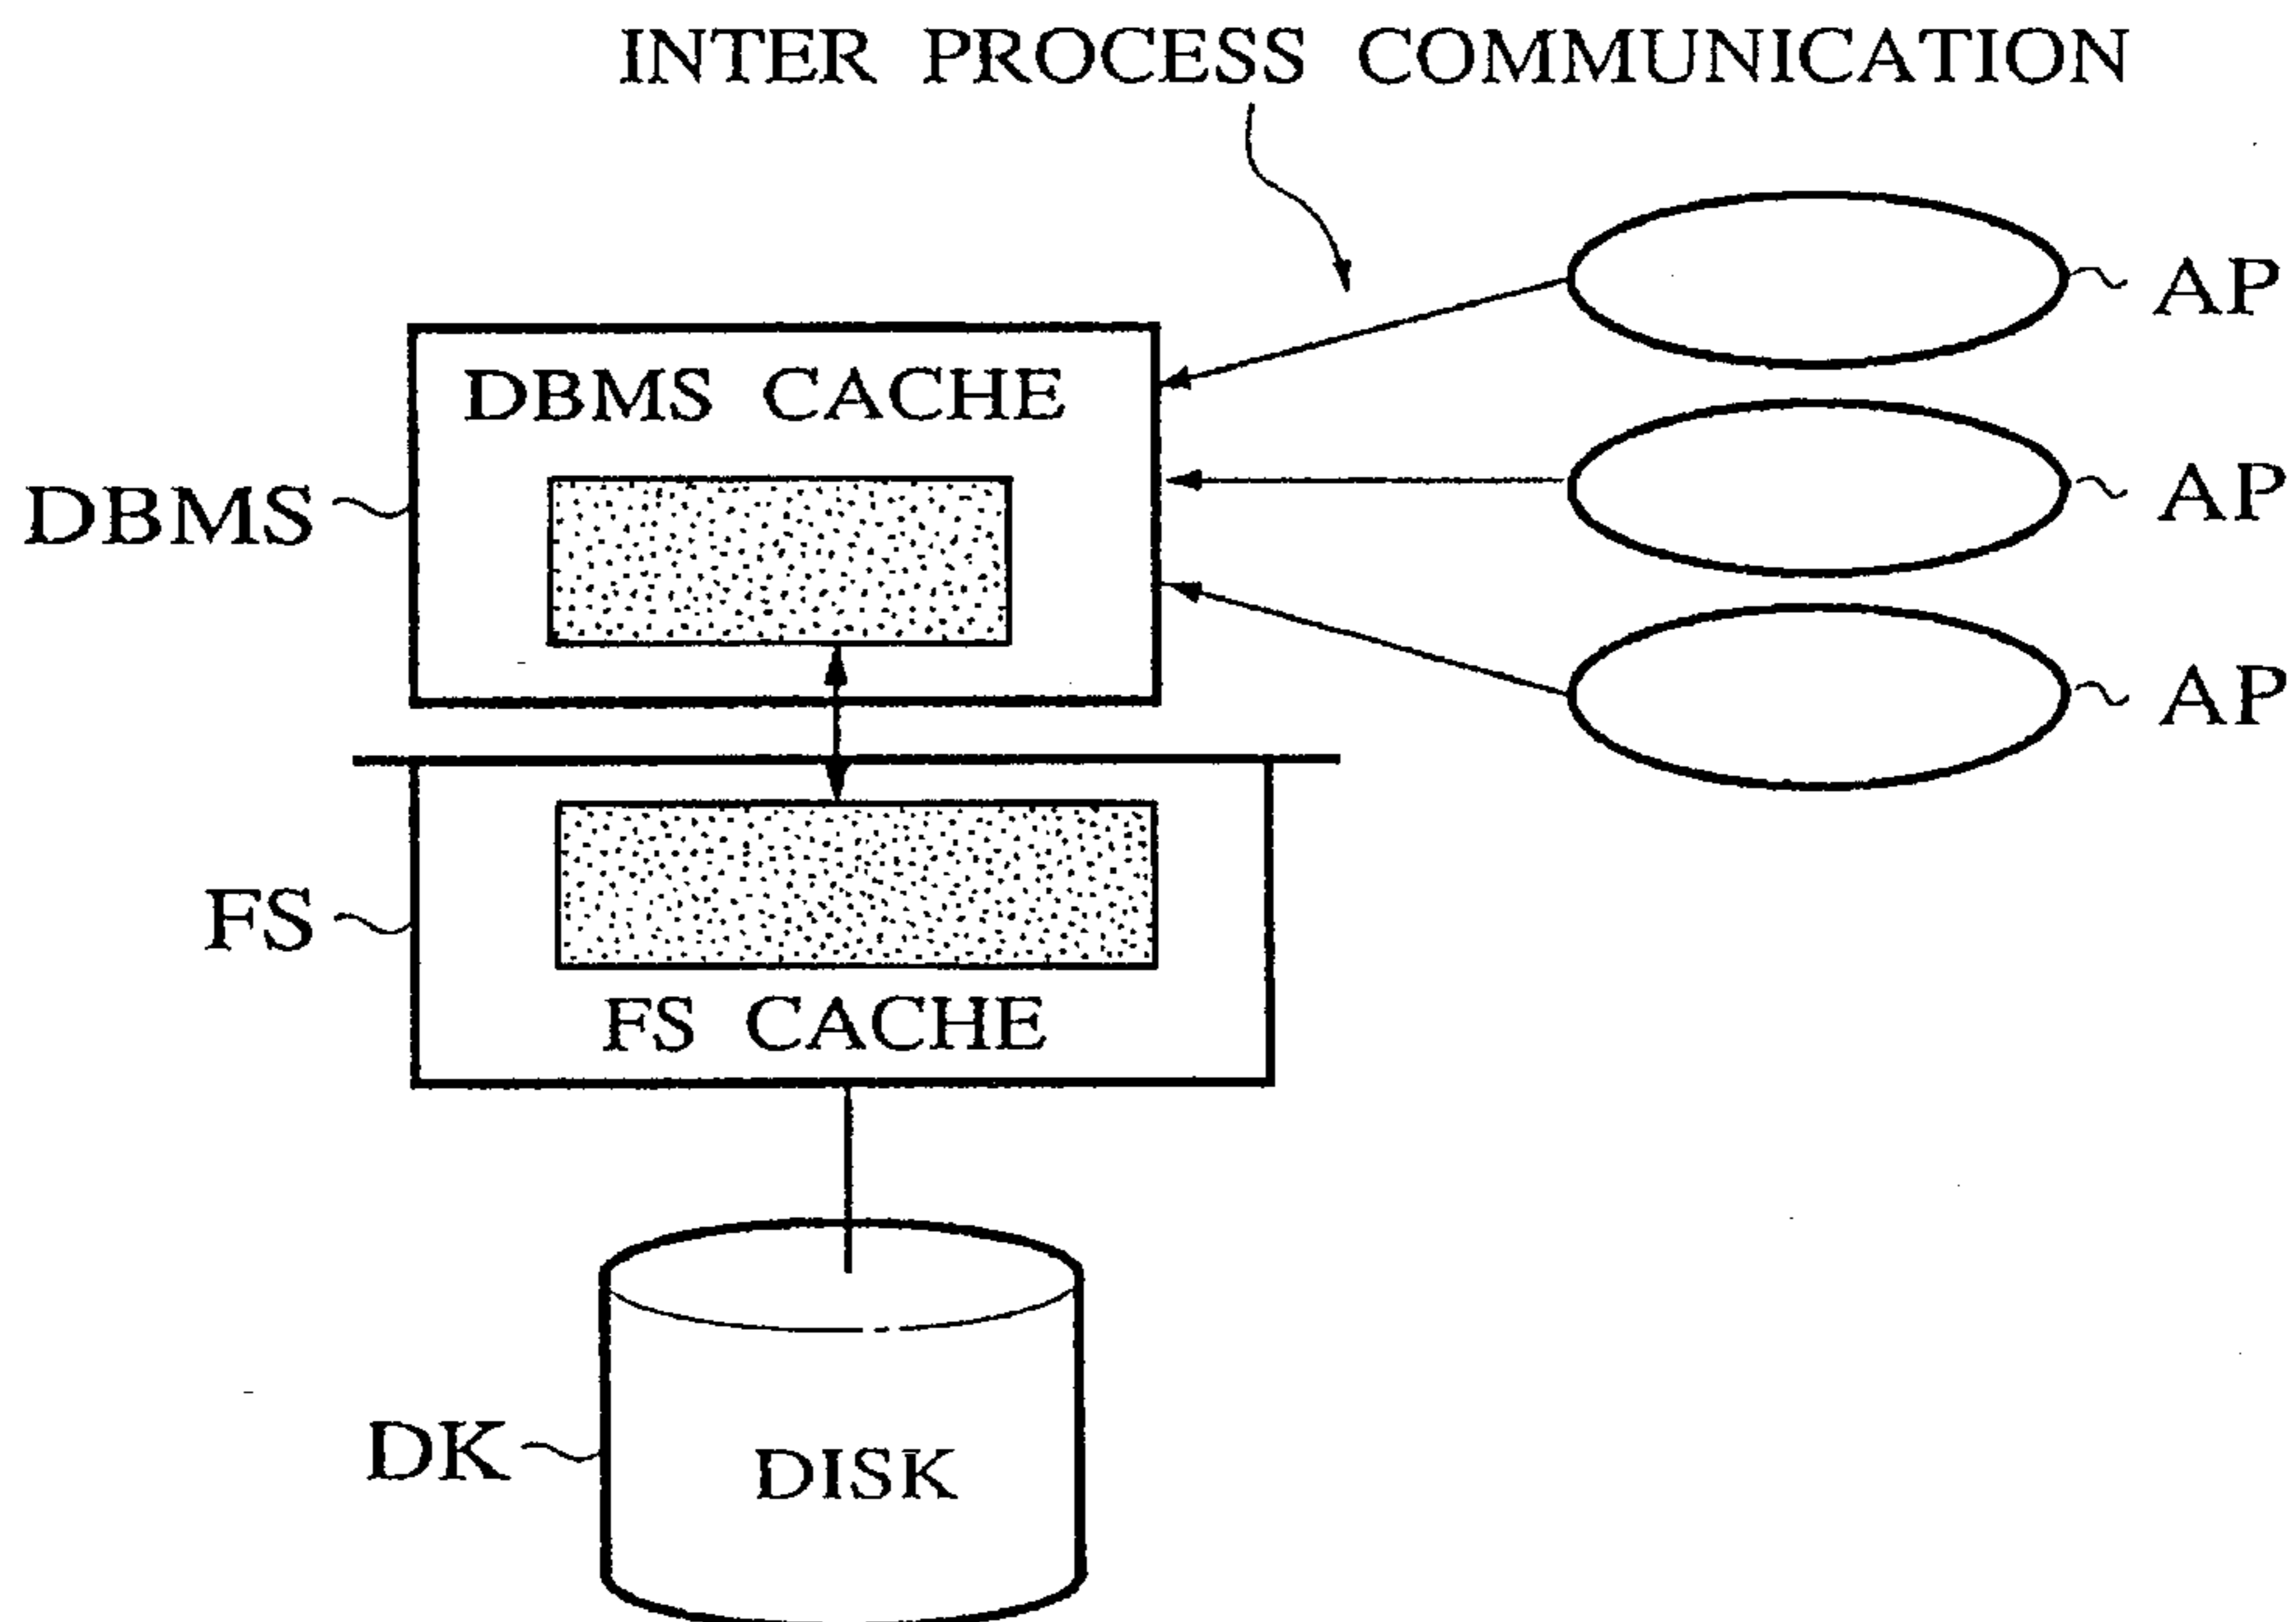 INTER PROCESS COMMUNICATION
AP
DBMS CACHE
DBMS
AP
AP
FS
FS CACHE
DK
DISK